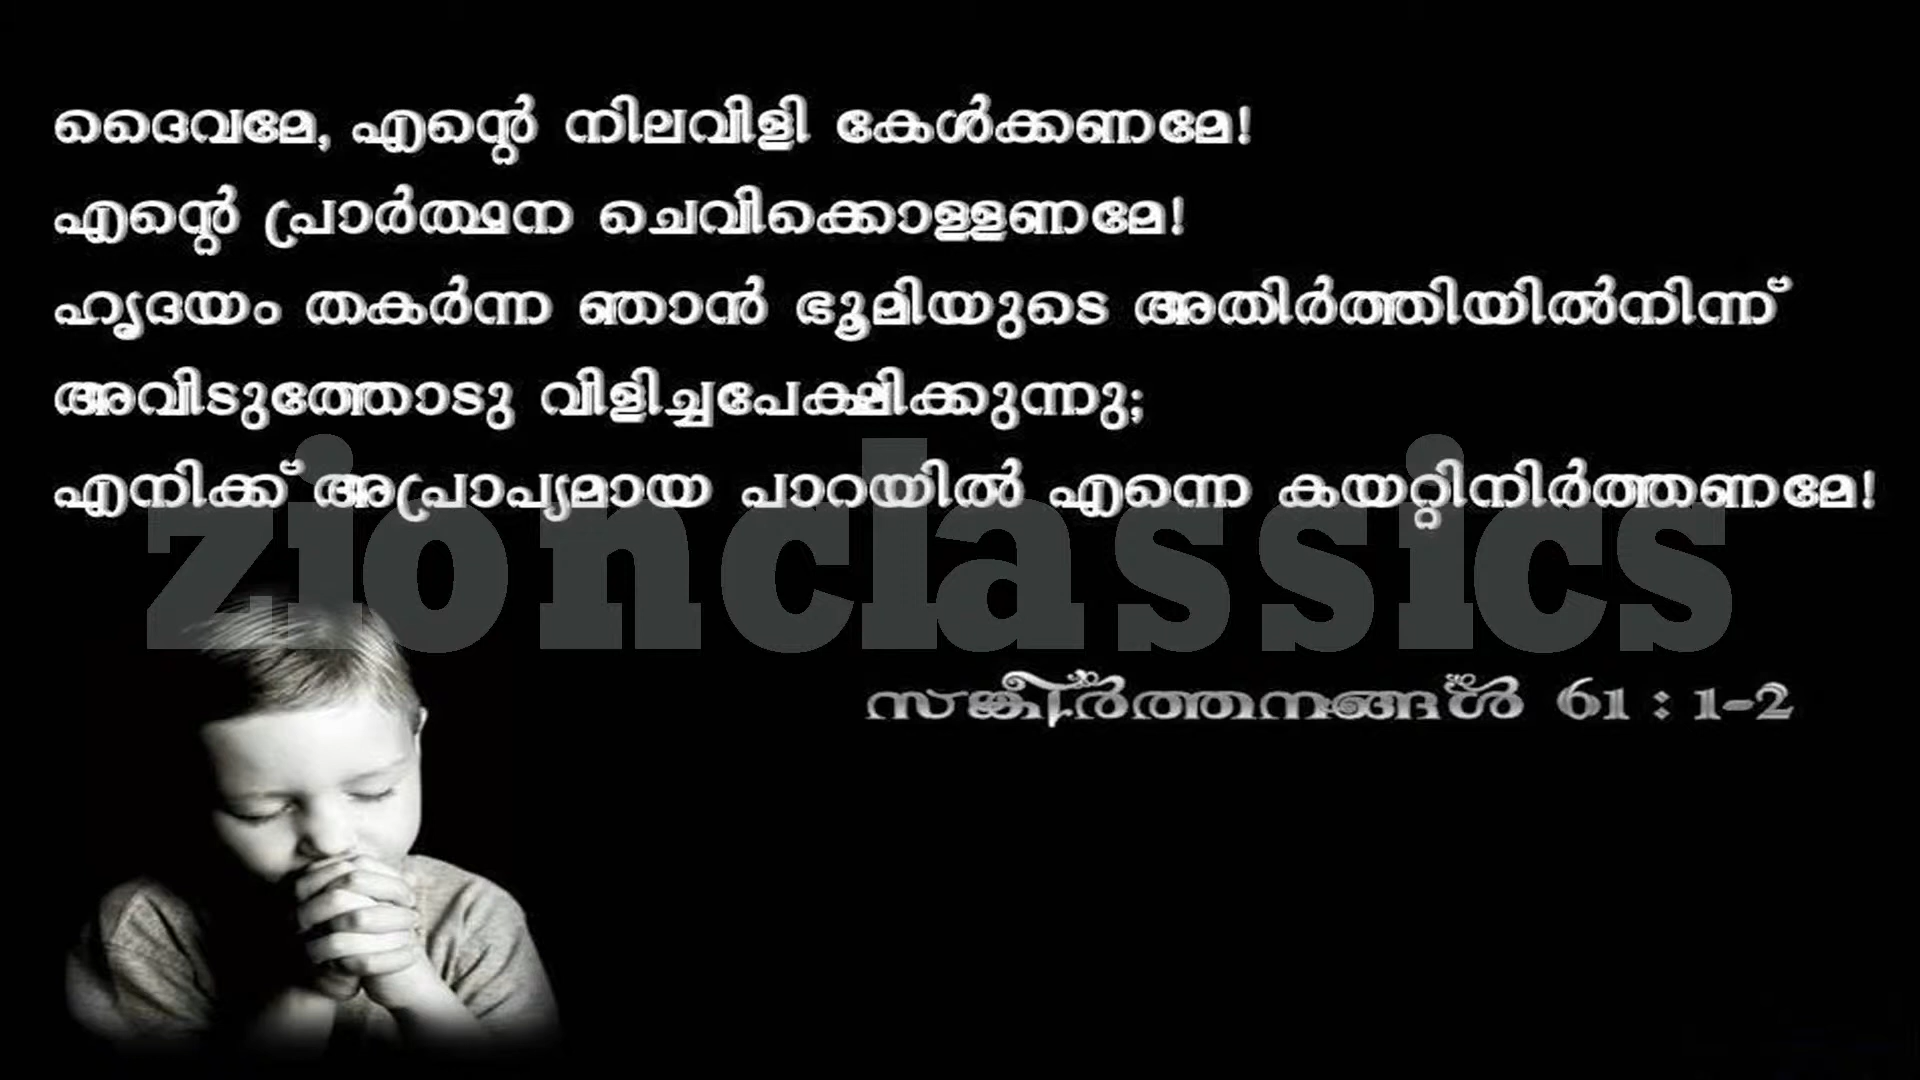 ദൈവമേ, എന്റെ നിലവിളി കേൾക്കണമേ!
എന്റെ പ്രാർത്ഥന ചെവിക്കൊള്ളണമേ!
ഹൃദയം തകർന്ന ഞാൻ ഭൂമിയുടെ അതിർത്തിയിൽനിന്ന്
അവിടുത്തോടു വിളിച്ചപേക്ഷിക്കുന്നു;
എനിക്ക് അപ്രാപ്യമായ പാറയിൽ എന്നെ കയറ്റിനിർത്തണമേ!
zionclassics
സങ്കീർത്തനങ്ങൾ 61 : 1-2